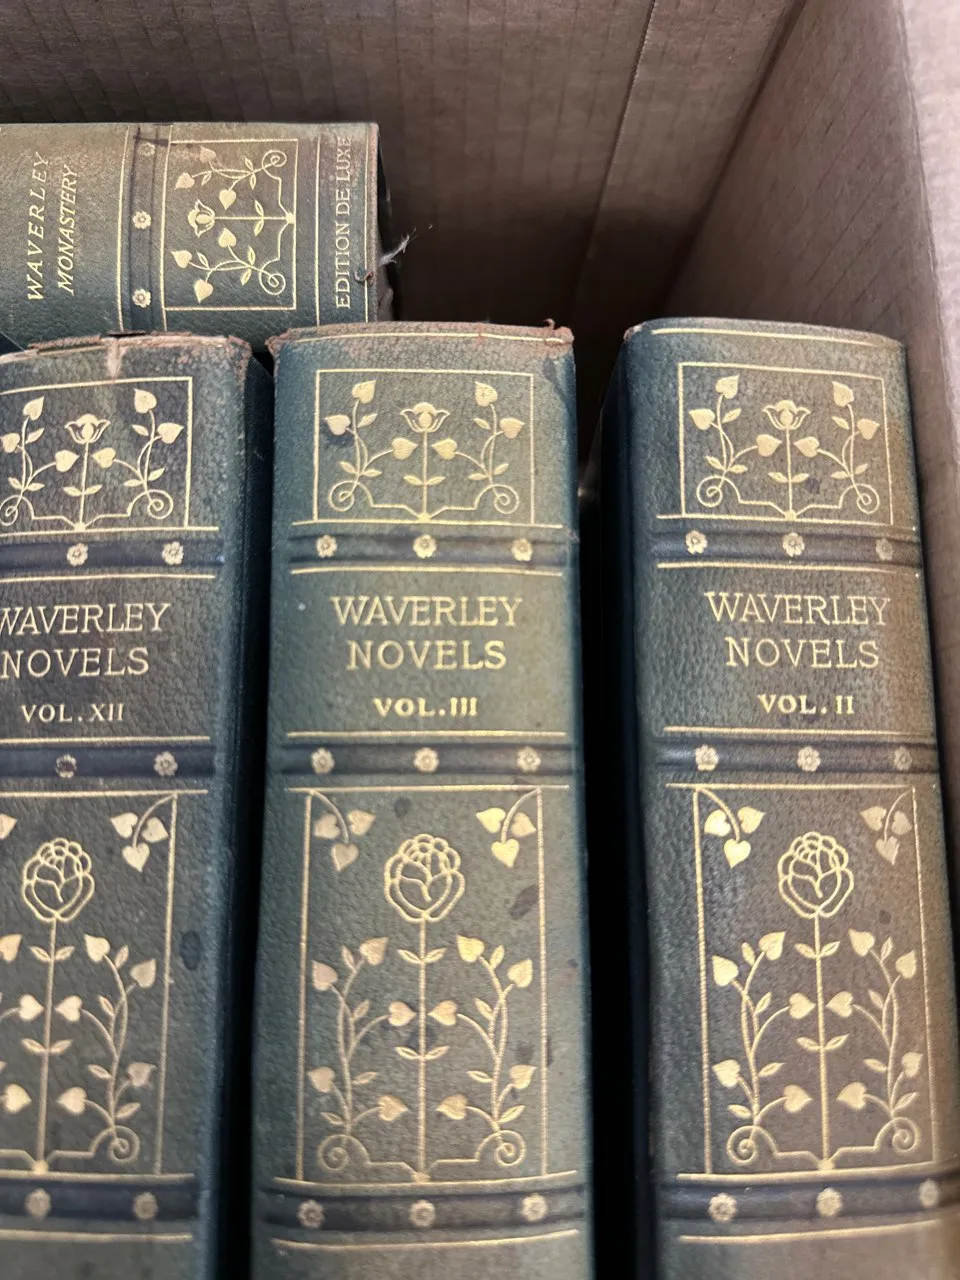 WAVERLEY
MONASTERY
EDITION DE LUXE
WAVERLEY
NOVELS
VOL. XII
WAVERLEY
NOVELS
VOL. III
WAVERLEY
NOVELS
VOL. II